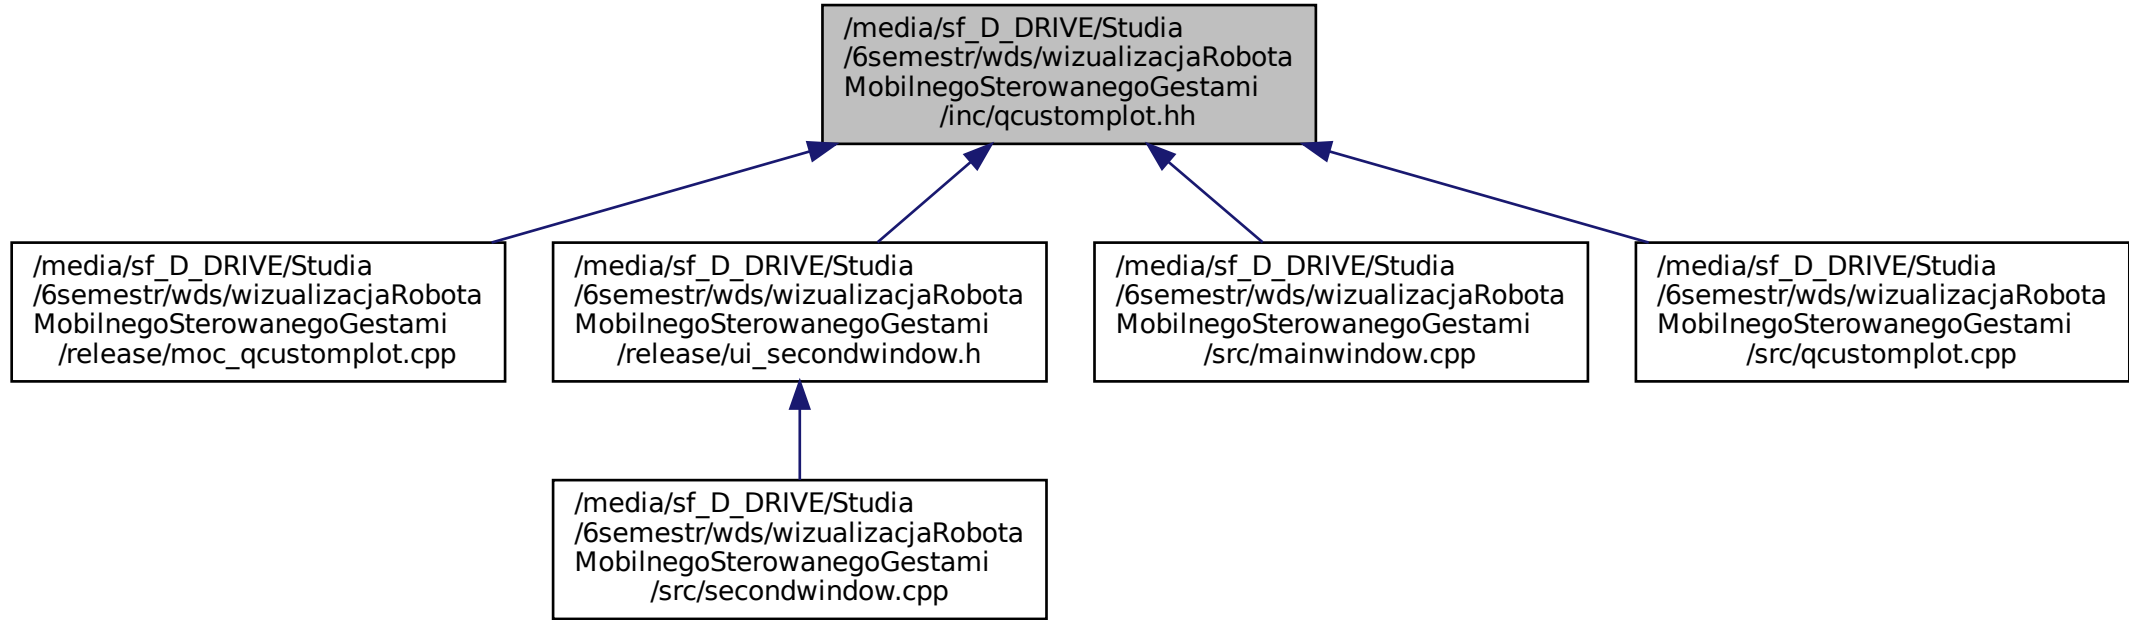 /media/sf_D_DRIVE/Studia
/6semestr/wds/wizualizacjaRobota
MobilnegoSterowanegoGestami
/inc/qcustomplot.hh
/media/sf_D_DRIVE/Studia
/6semestr/wds/wizualizacjaRobota
MobilnegoSterowanegoGestami
/release/moc_qcustomplot.cpp
/media/sf_D_DRIVE/Studia
/6semestr/wds/wizualizacjaRobota
MobilnegoSterowanegoGestami
/release/ui_secondwindow.h
/media/sf_D_DRIVE/Studia
/6semestr/wds/wizualizacjaRobota
MobilnegoSterowanegoGestami
/src/mainwindow.cpp
/media/sf_D_DRIVE/Studia
/6semestr/wds/wizualizacjaRobota
MobilnegoSterowanegoGestami
/src/qcustomplot.cpp
/media/sf_D_DRIVE/Studia
/6semestr/wds/wizualizacjaRobota
MobilnegoSterowanegoGestami
/src/secondwindow.cpp